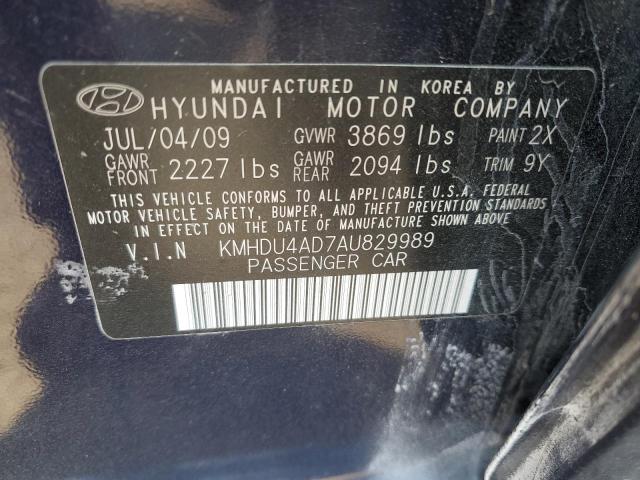 MANUFACTURED IN KOREA BY
HYUNDAI MOTOR COMPANY
JUL/04/09 GVWR 3869 lbs PAINT 2X
GAWR FRONT 2227 lbs GAWR REAR 2094 lbs TRIM 9Y
THIS VEHICLE CONFORMS TO ALL APPLICABLE U.S.A. FEDERAL
MOTOR VEHICLE SAFETY, BUMPER, AND THEFT PREVENTION STANDARDS
IN EFFECT ON THE DATE OF MANUFACTURE SHOWN ABOVE.
V.I.N KMHDU4AD7AU829989
PASSENGER CAR